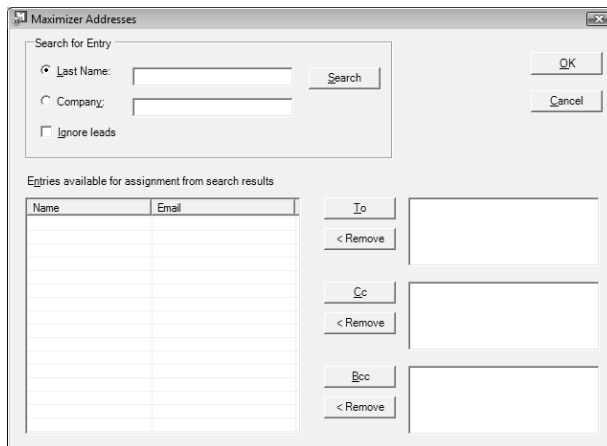 Maximizer Addresses
Search for Entry
Last Name:
Search
Company:
Ignore leads
OK
Cancel
Entries available for assignment from search results
Name Email
To
< Remove
Cc
< Remove
Bcc
< Remove